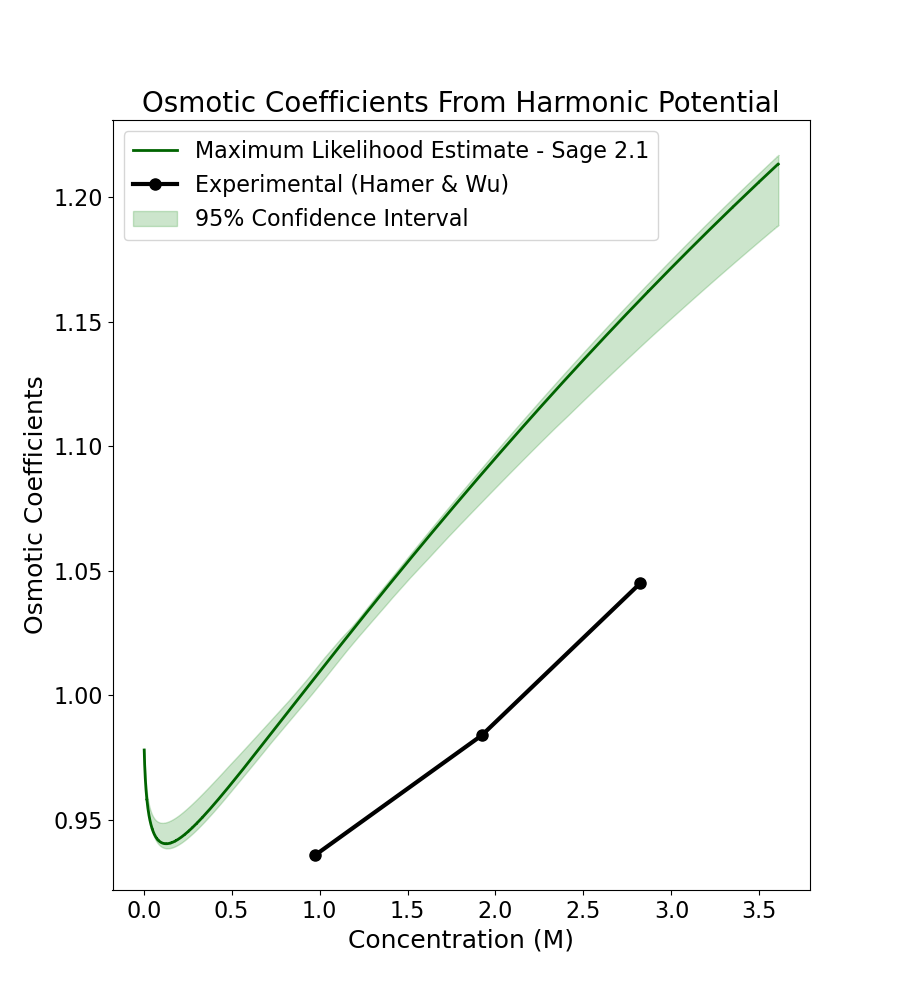 Osmotic Coefficients From Harmonic Potential
Maximum Likelihood Estimate - Sage 2.1
Experimental (Hamer & Wu)
95% Confidence Interval
Osmotic Coefficients
1.20
1.15
1.10
1.05
1.00
0.95
0.0 0.5 1.0 1.5 2.0 2.5 3.0 3.5
Concentration (M)